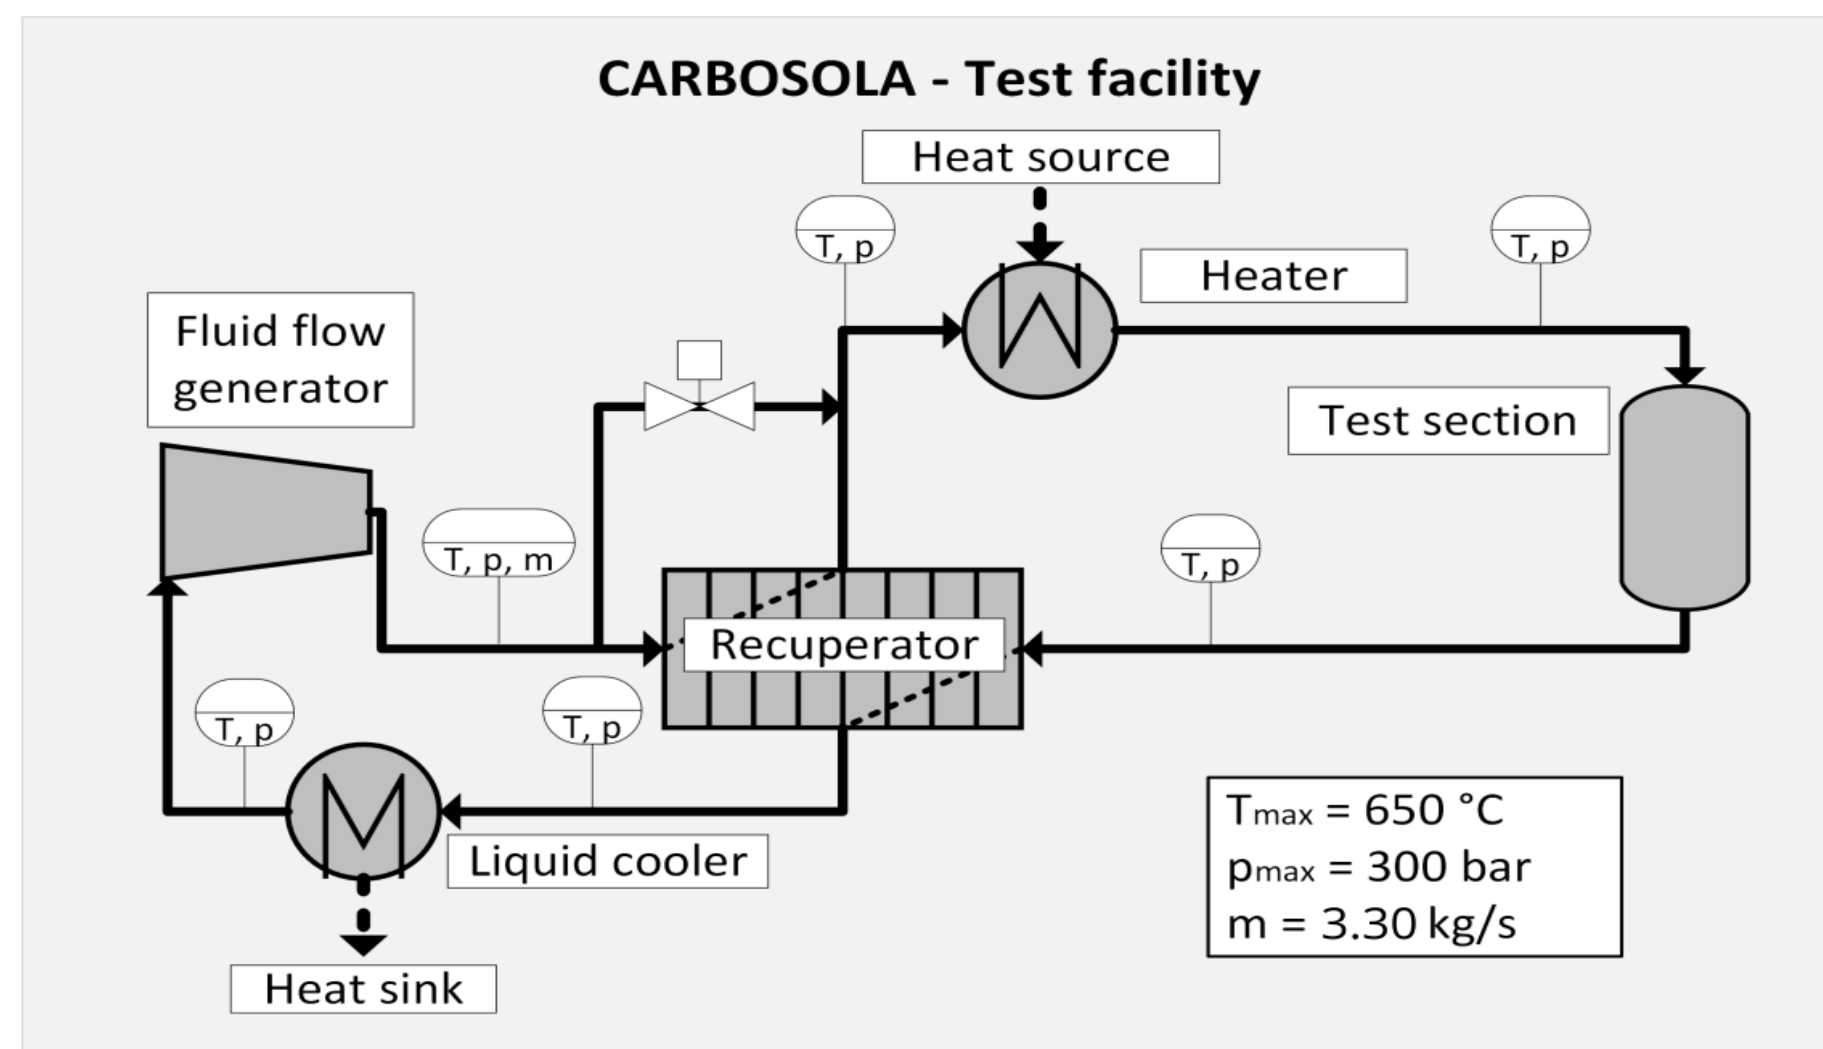 CARBOSOLA - Test facility
Heat source
T, p
T, p
Heater
Fluid flow
generator
Test section
T, p, m
T, p
Recuperator
T, p
T, p
Liquid cooler
Tmax = 650 °C
pmax = 300 bar
m = 3.30 kg/s
Heat sink